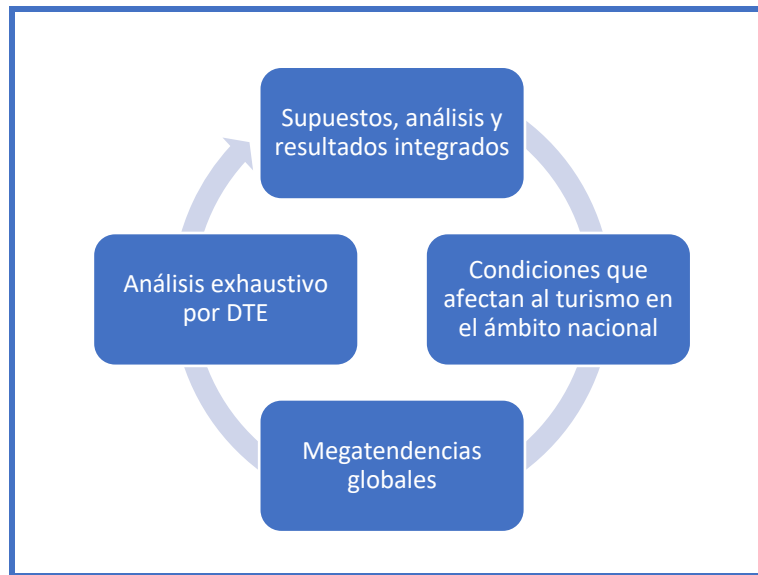 Supuestos, análisis y
resultados integrados
Condiciones que
afectan al turismo en
el ámbito nacional
Megatendencias
globales
Análisis exhaustivo
por DTE